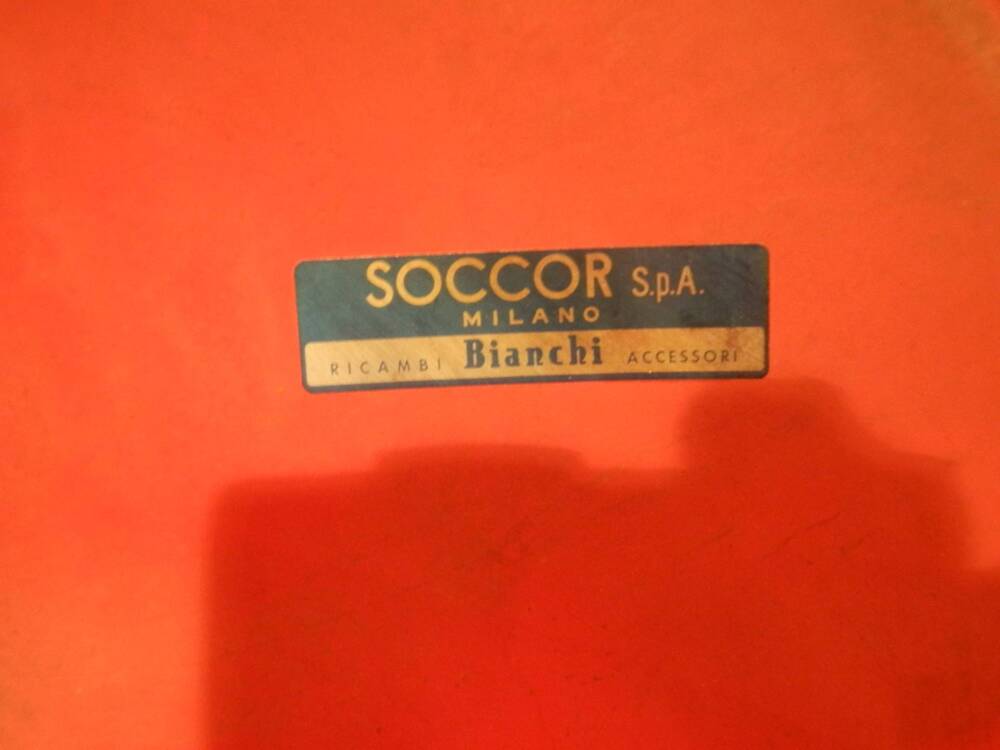 SOCCOR S.p.A.
MILANO
RICAMBI Bianchi ACCESSORI